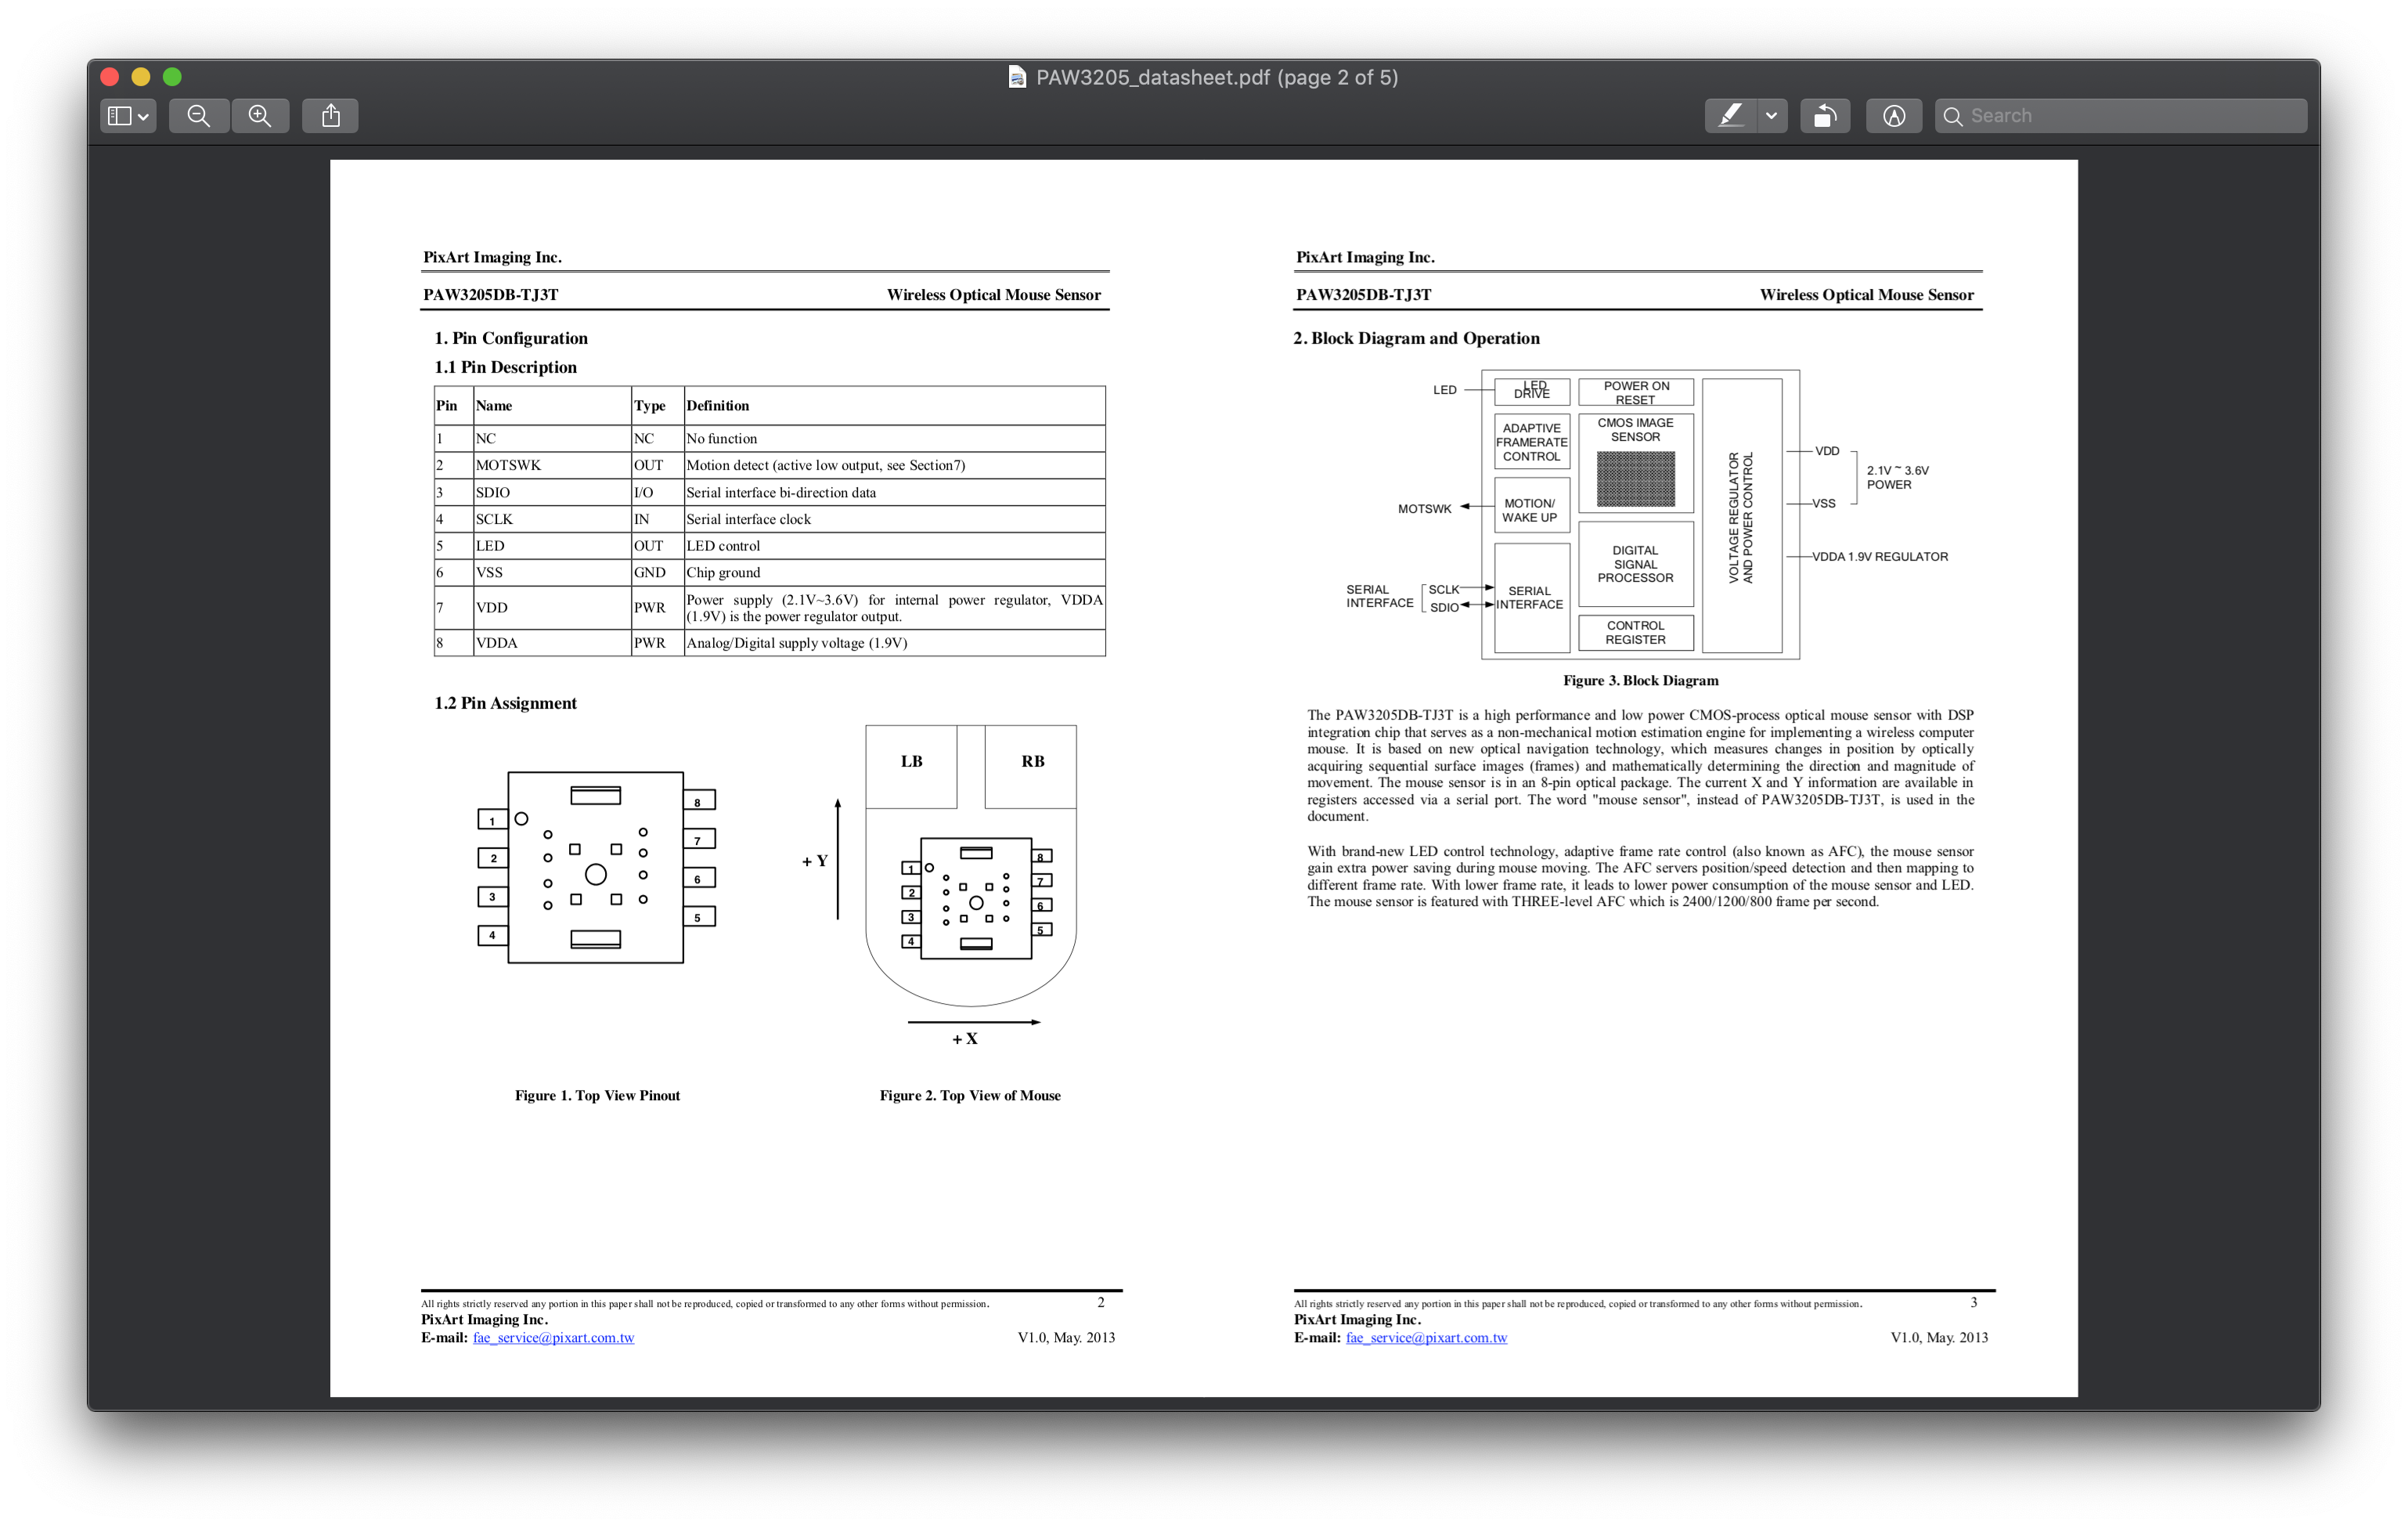 PAW3205_datasheet.pdf (page 2 of 5)
Search
PixArt Imaging Inc.
PAW3205DB-TJ3T Wireless Optical Mouse Sensor
1. Pin Configuration
1.1 Pin Description
Pin Name Type Definition
1 NC NC No function
2 MOTSWK OUT Motion detect (active low output, see Section7)
3 SDIO I/O Serial interface bi-direction data
4 SCLK IN Serial interface clock
5 LED OUT LED control
6 VSS GND Chip ground
7 VDD PWR Power supply (2.1V~3.6V) for internal power regulator, VDDA
(1.9V) is the power regulator output.
8 VDDA PWR Analog/Digital supply voltage (1.9V)
1.2 Pin Assignment
1
2
3
4
8
7
6
5
LB RB
+ Y
1
2
3
4
8
7
6
5
+ X
Figure 1. Top View Pinout
Figure 2. Top View of Mouse
All rights strictly reserved any portion in this paper shall not be reproduced, copied or transformed to any other forms without permission. 2
PixArt Imaging Inc.
E-mail: fae_service@pixart.com.tw V1.0, May. 2013
PixArt Imaging Inc.
PAW3205DB-TJ3T Wireless Optical Mouse Sensor
2. Block Diagram and Operation
LED
LED
DRIVE
POWER ON
RESET
ADAPTIVE
FRAMERATE
CONTROL
CMOS IMAGE
SENSOR
MOTSWK
MOTION/
WAKE UP
DIGITAL
SIGNAL
PROCESSOR
SERIAL
INTERFACE
SCLK
SDIO
SERIAL
INTERFACE
CONTROL
REGISTER
VOLTAGE REGULATOR
AND POWER CONTROL
VDD
2.1V ~ 3.6V
POWER
VSS
VDDA 1.9V REGULATOR
Figure 3. Block Diagram
The PAW3205DB-TJ3T is a high performance and low power CMOS-process optical mouse sensor with DSP
integration chip that serves as a non-mechanical motion estimation engine for implementing a wireless computer
mouse. It is based on new optical navigation technology, which measures changes in position by optically
acquiring sequential surface images (frames) and mathematically determining the direction and magnitude of
movement. The mouse sensor is in an 8-pin optical package. The current X and Y information are available in
registers accessed via a serial port. The word "mouse sensor", instead of PAW3205DB-TJ3T, is used in the
document.
With brand-new LED control technology, adaptive frame rate control (also known as AFC), the mouse sensor
gain extra power saving during mouse moving. The AFC servers position/speed detection and then mapping to
different frame rate. With lower frame rate, it leads to lower power consumption of the mouse sensor and LED.
The mouse sensor is featured with THREE-level AFC which is 2400/1200/800 frame per second.
All rights strictly reserved any portion in this paper shall not be reproduced, copied or transformed to any other forms without permission. 3
PixArt Imaging Inc.
E-mail: fae_service@pixart.com.tw V1.0, May. 2013